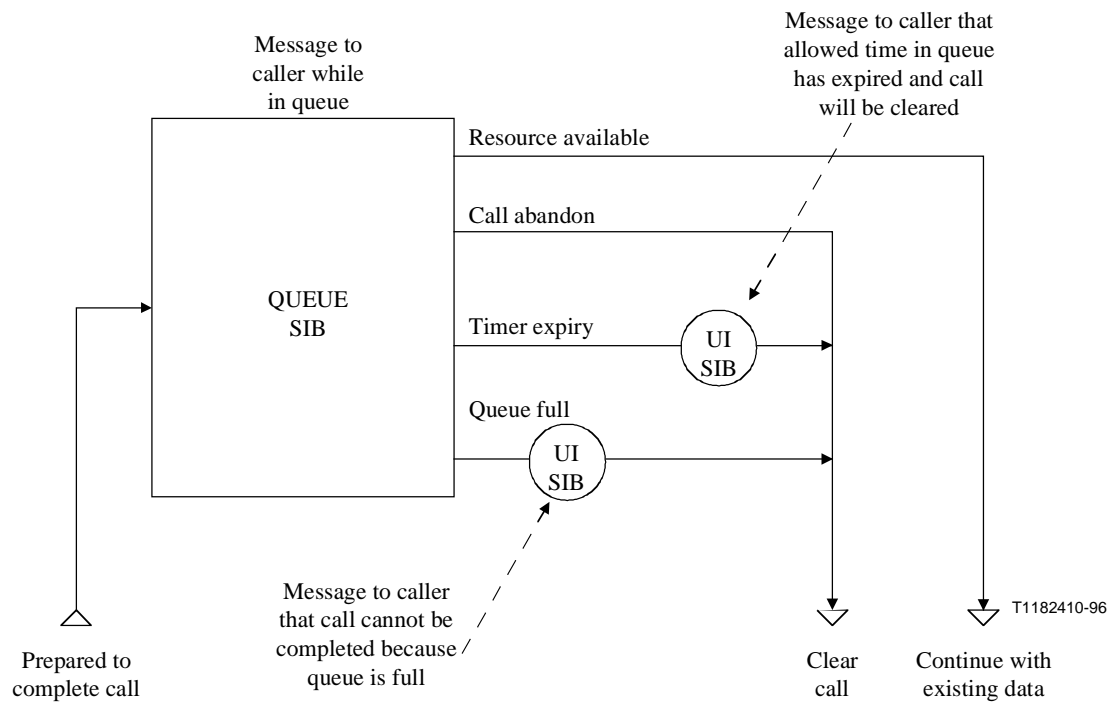 Message to
caller while
in queue
Message to caller that
allowed time in queue
has expired and call
will be cleared
Resource available
Call abandon
QUEUE
SIB
Timer expiry
UI
SIB
Queue full
UI
SIB
Message to caller
that call cannot be
completed because
queue is full
T1182410-96
Prepared to
complete call
Clear
call
Continue with
existing data